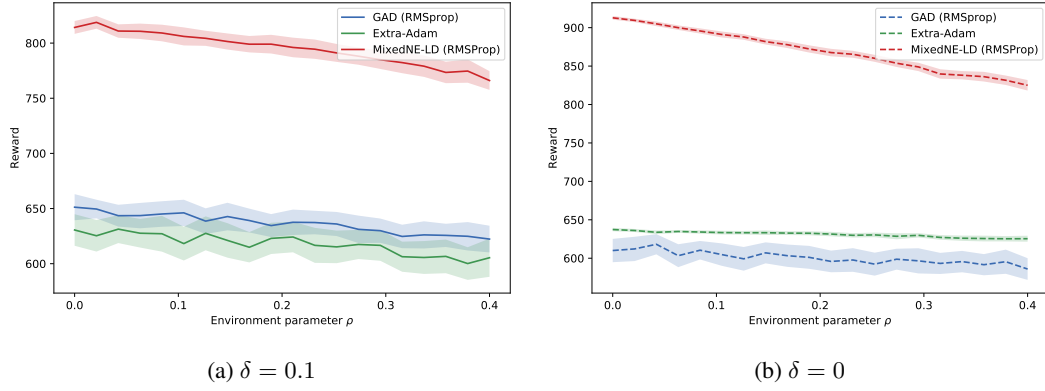 GAD (RMSprop)
Extra-Adam
MixedNE-LD (RMSProp)
800
750
700
650
600
Reward
0.0 0.1 0.2 0.3 0.4
Environment parameter ρ
(a) δ = 0.1
GAD (RMSprop)
Extra-Adam
MixedNE-LD (RMSProp)
900
850
800
750
700
650
600
Reward
0.0 0.1 0.2 0.3 0.4
Environment parameter ρ
(b) δ = 0